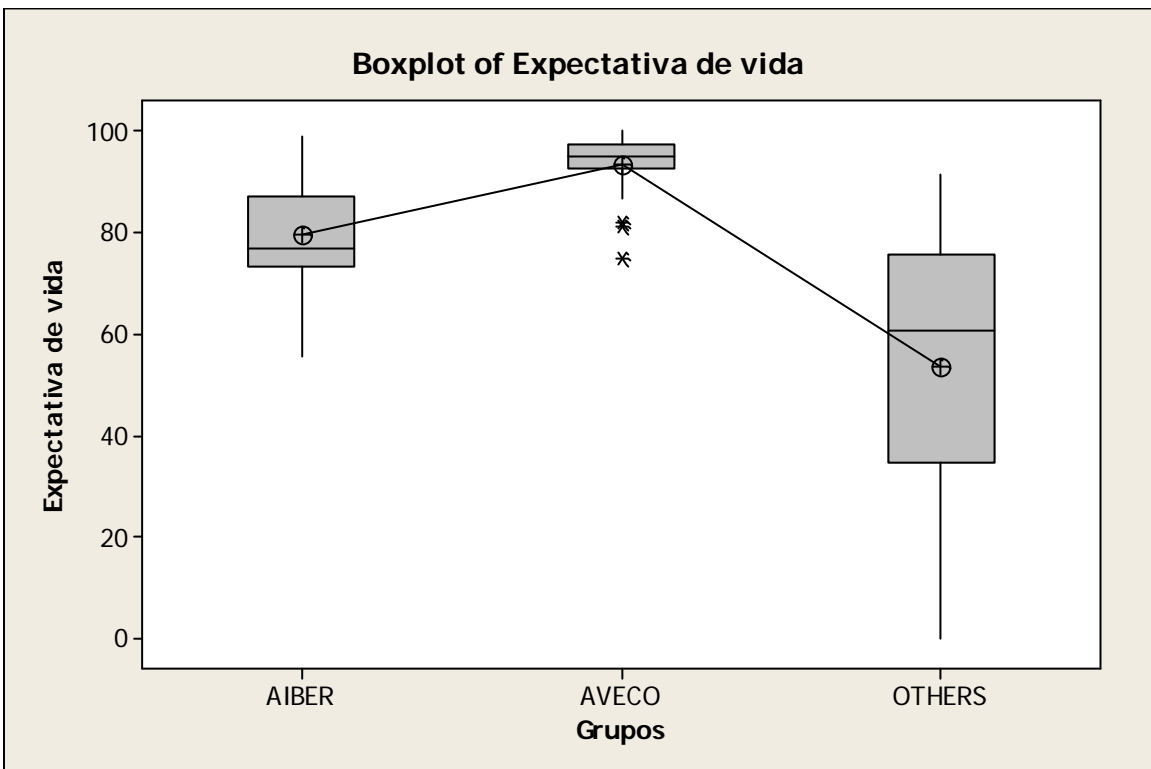 Boxplot of Expectativa de vida
Expectativa de vida
100
80
60
40
20
0
AIBER AVECO OTHERS
Grupos